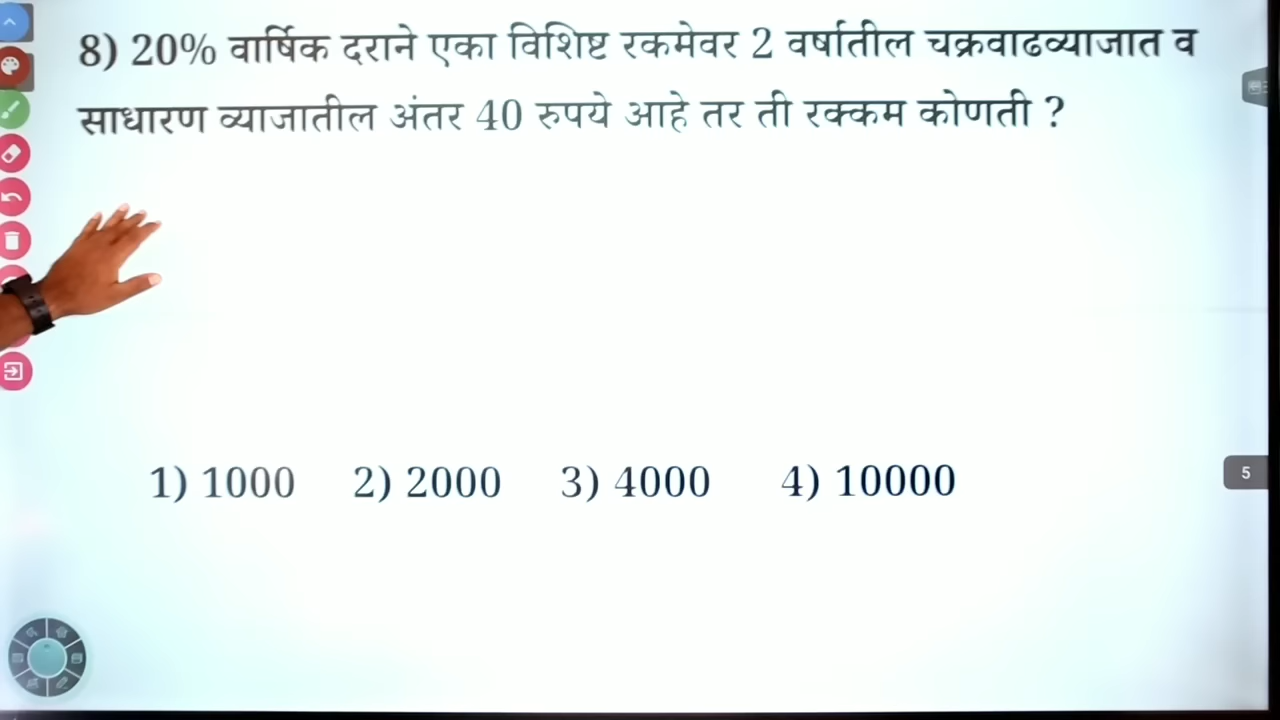 8) 20% वार्षिक दराने एका विशिष्ट रकमेवर 2 वर्षातील चक्रवाढव्याजात व
साधारण व्याजातील अंतर 40 रुपये आहे तर ती रक्कम कोणती ?
1) 1000 2) 2000 3) 4000 4) 10000
5